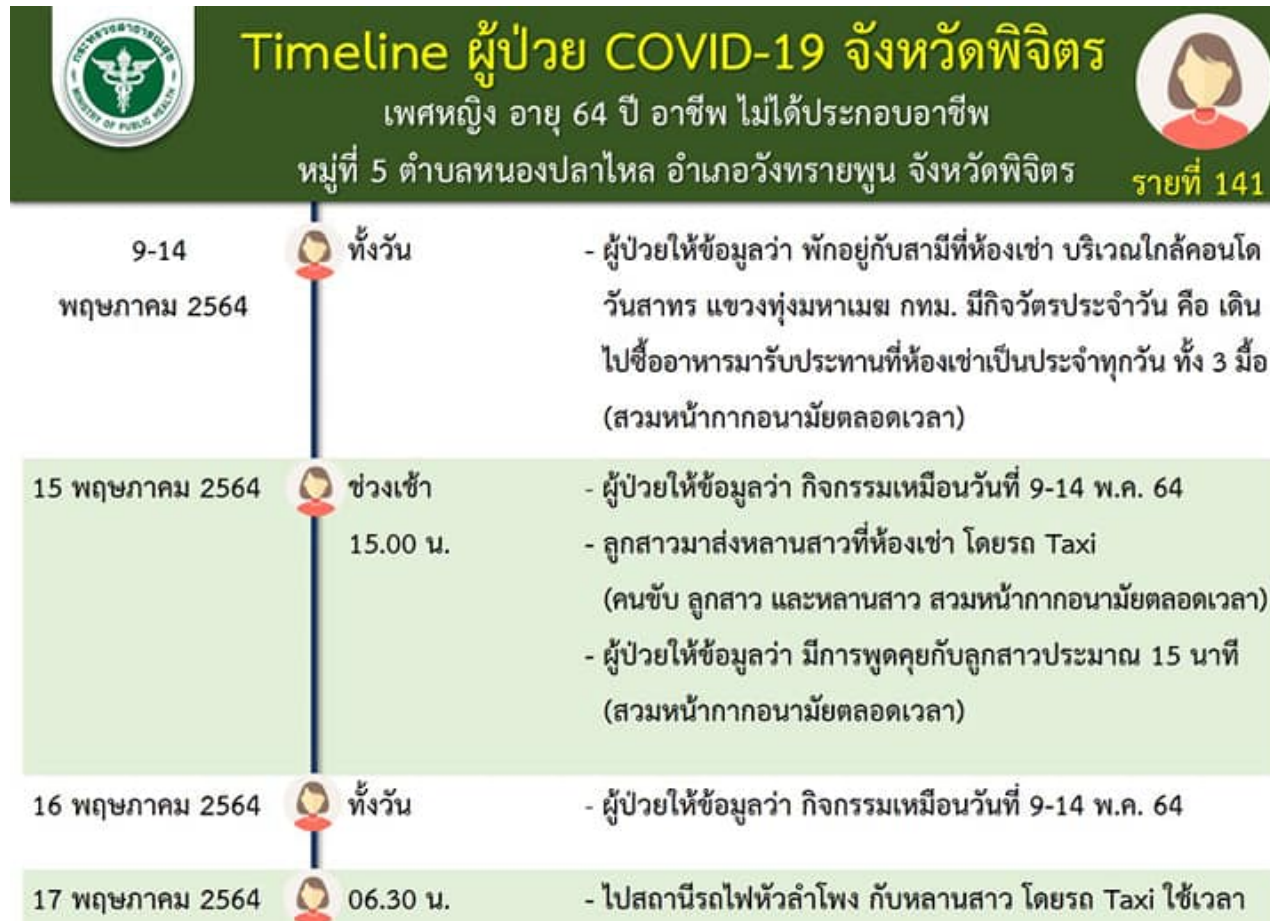 กระทรวงสาธารณสุข
MINISTRY OF PUBLIC HEALTH
Timeline ผู้ป่วย COVID-19 จังหวัดพิจิตร
เพศหญิง อายุ 64 ปี อาชีพ ไม่ได้ประกอบอาชีพ
หมู่ที่ 5 ตำบลหนองปลาไหล อำเภอวังทรายพูน จังหวัดพิจิตร
รายที่ 141
9-14 ทั้งวัน - ผู้ป่วยให้ข้อมูลว่า พักอยู่กับสามีที่ห้องเช่า บริเวณใกล้คอนโด
พฤษภาคม 2564 วันสาทร แขวงทุ่งมหาเมฆ กทม. มีกิจวัตรประจำวัน คือ เดิน
ไปซื้ออาหารมารับประทานที่ห้องเช่าเป็นประจำทุกวัน ทั้ง 3 มื้อ
(สวมหน้ากากอนามัยตลอดเวลา)
15 พฤษภาคม 2564 ช่วงเช้า - ผู้ป่วยให้ข้อมูลว่า กิจกรรมเหมือนวันที่ 9-14 พ.ค. 64
15.00 น. - ลูกสาวมาส่งหลานสาวที่ห้องเช่า โดยรถ Taxi
(คนขับ ลูกสาว และหลานสาว สวมหน้ากากอนามัยตลอดเวลา)
- ผู้ป่วยให้ข้อมูลว่า มีการพูดคุยกับลูกสาวประมาณ 15 นาที
(สวมหน้ากากอนามัยตลอดเวลา)
16 พฤษภาคม 2564 ทั้งวัน - ผู้ป่วยให้ข้อมูลว่า กิจกรรมเหมือนวันที่ 9-14 พ.ค. 64
17 พฤษภาคม 2564 06.30 น. - ไปสถานีรถไฟหัวลำโพง กับหลานสาว โดยรถ Taxi ใช้เวลา